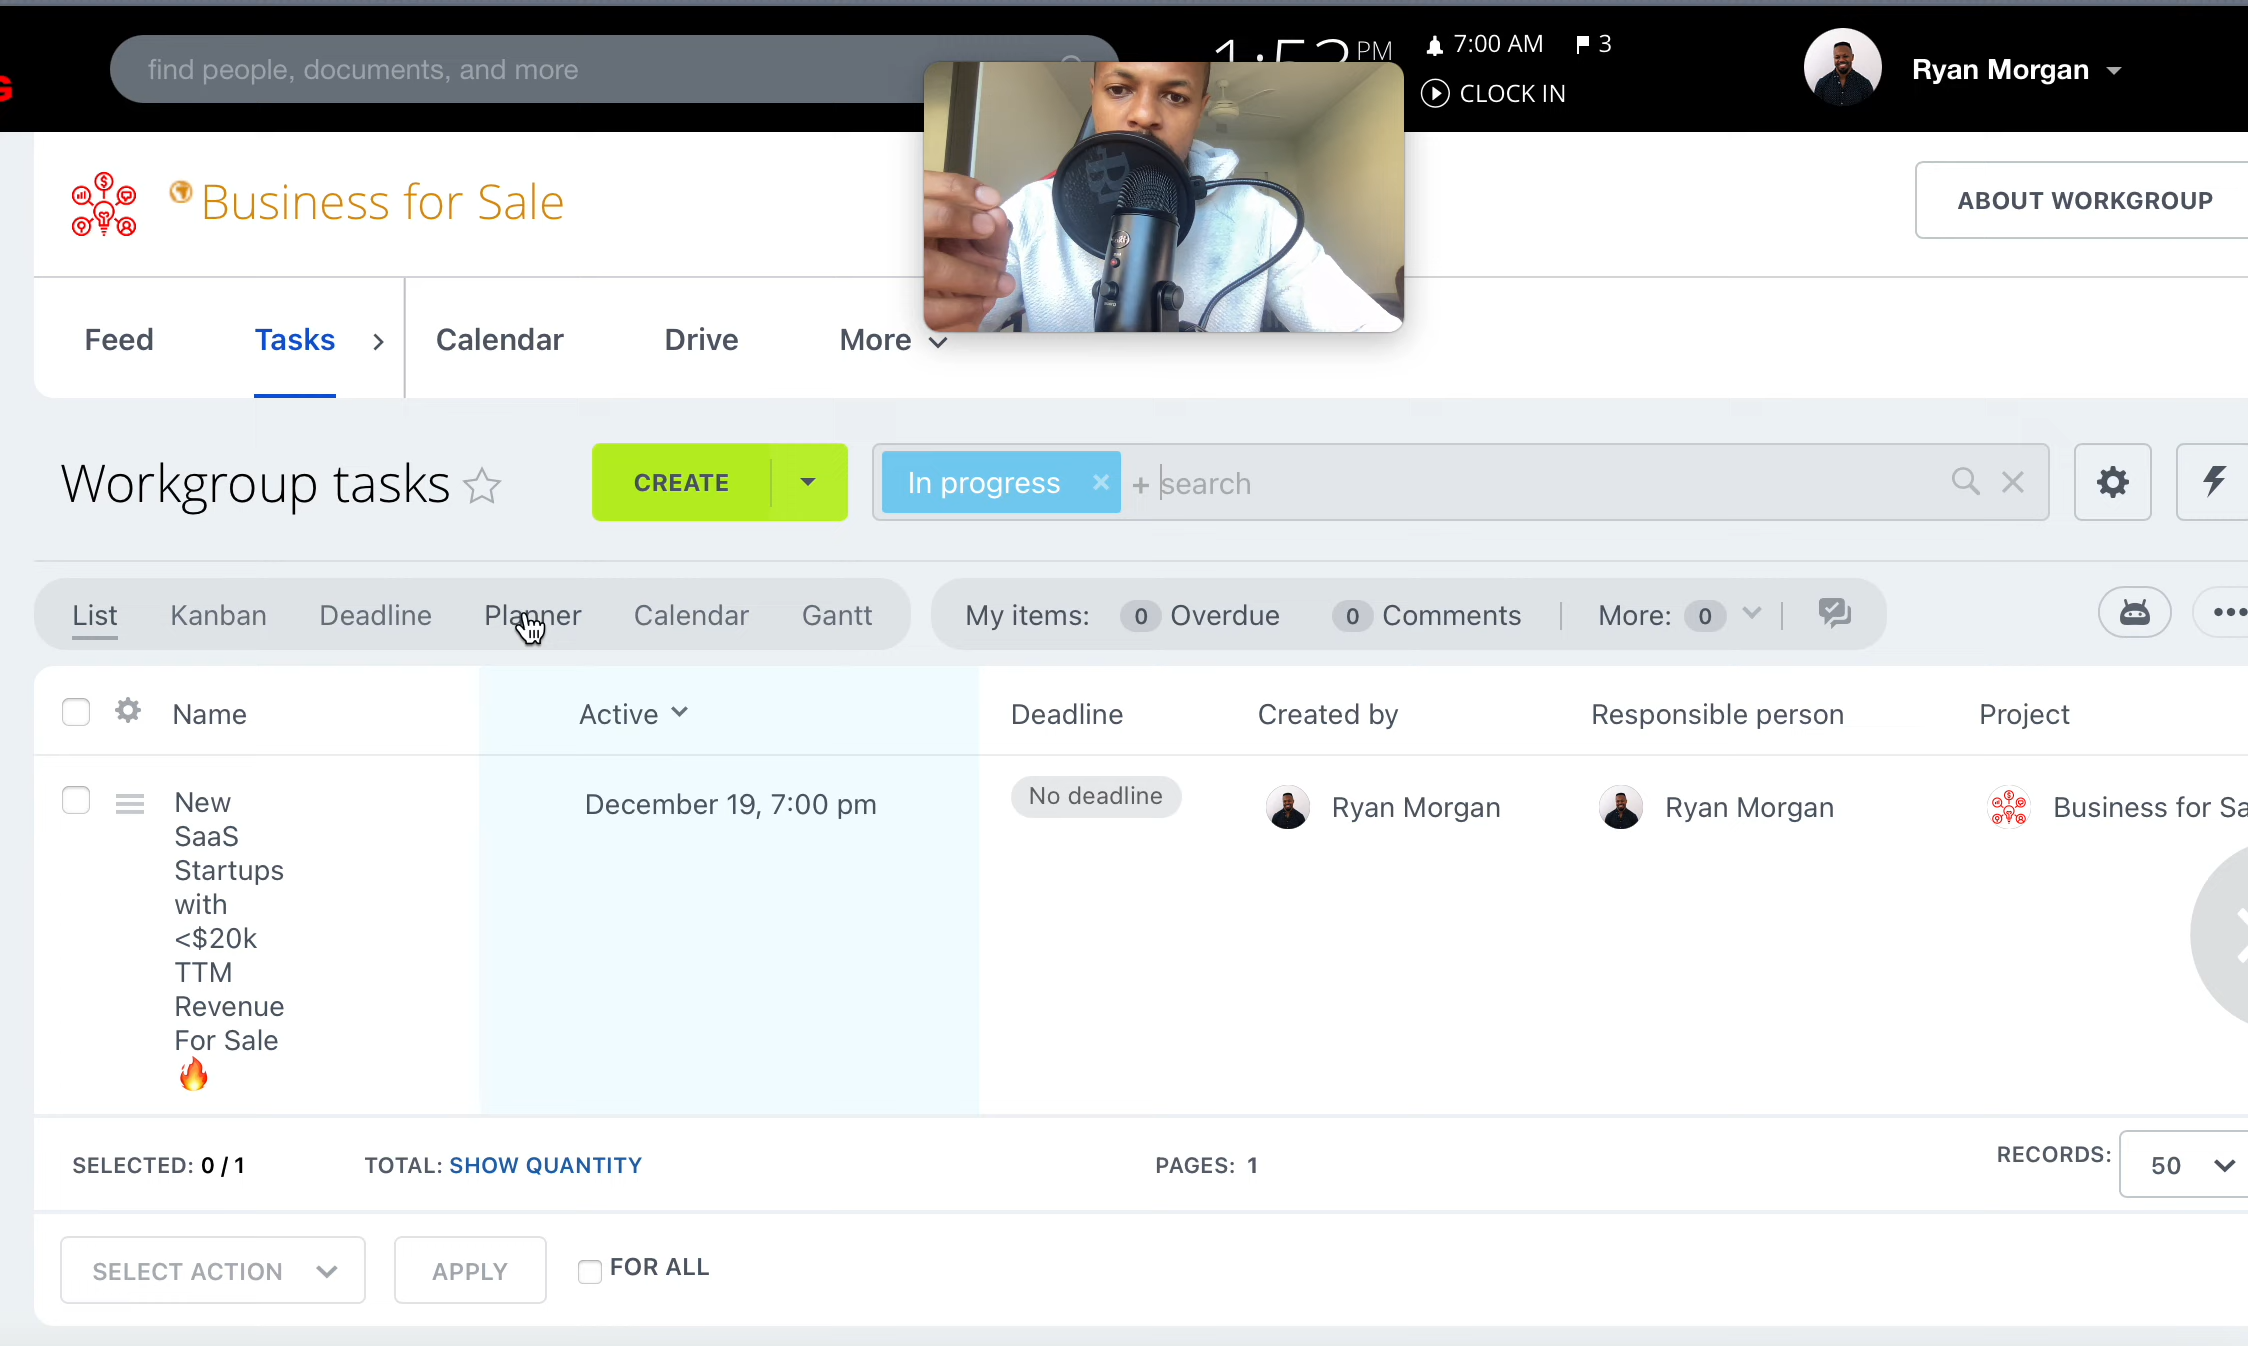 find people, documents, and more
PM
7:00 AM
3
CLOCK IN
Ryan Morgan
Business for Sale
ABOUT WORKGROUP
Feed
Tasks
Calendar
Drive
More
Workgroup tasks
CREATE
In progress
+ search
List
Kanban
Deadline
Planner
Calendar
Gantt
My items:
0 Overdue
0 Comments
More: 0
Name
Active
Deadline
Created by
Responsible person
Project
New
SaaS
Startups
with
<$20k
TTM
Revenue
For Sale
🔥
December 19, 7:00 pm
No deadline
Ryan Morgan
Ryan Morgan
Business for Sa
SELECTED: 0 / 1
TOTAL: SHOW QUANTITY
PAGES: 1
RECORDS:
50
SELECT ACTION
APPLY
FOR ALL